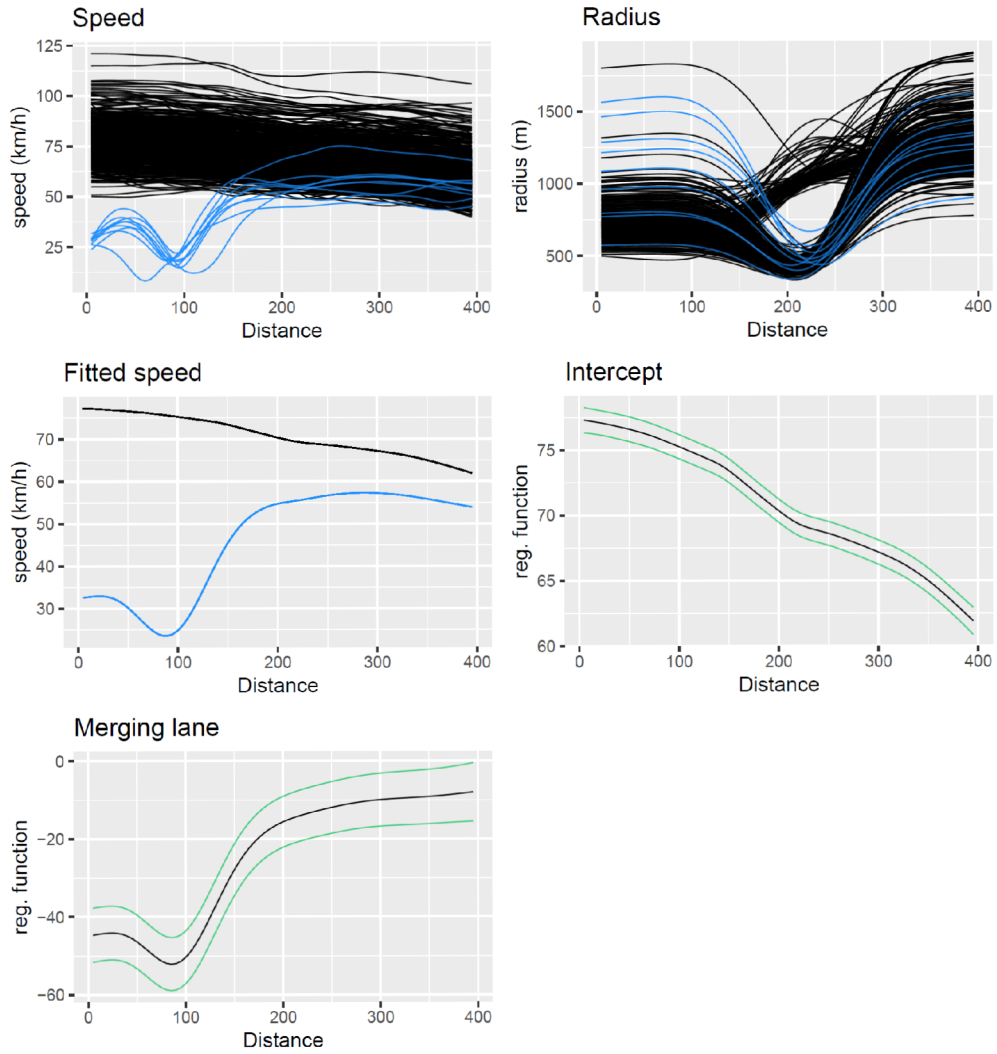 Speed
125
100
75
50
25
speed (km/h)
0 100 200 300 400
Distance
Radius
1500
1000
500
radius (m)
0 100 200 300 400
Distance
Fitted speed
70
60
50
30
speed (km/h)
0 100 200 300 400
Distance
Intercept
75
70
65
60
reg. function
0 100 200 300 400
Distance
Merging lane
0
−20
−40
−60
reg. function
0 100 200 300 400
Distance